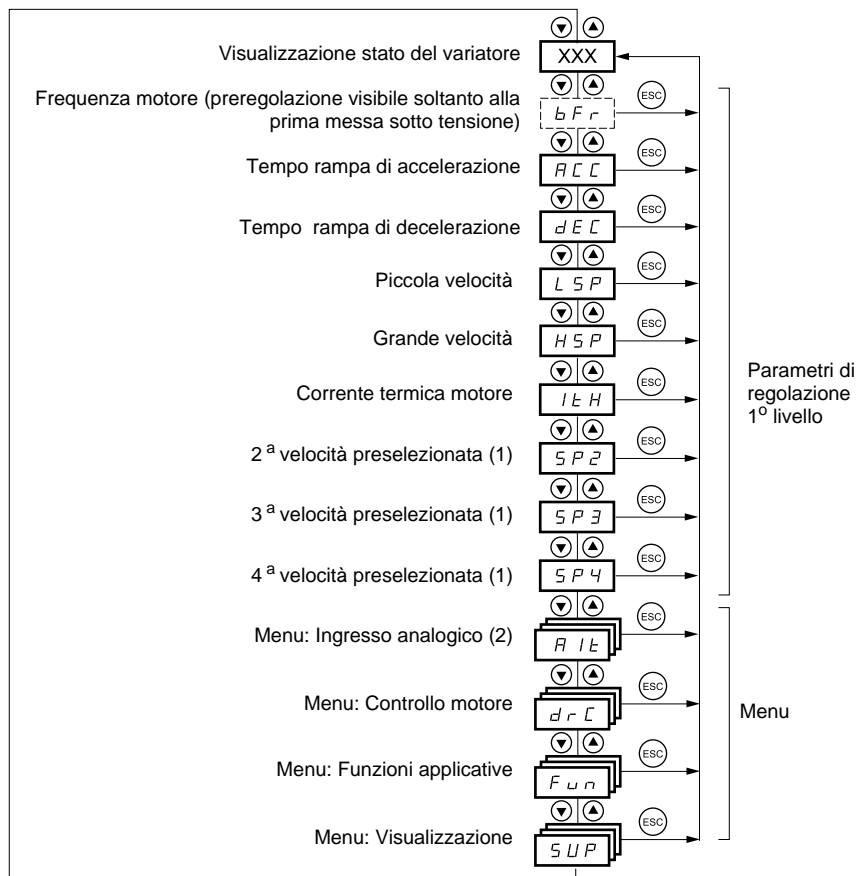 Visualizzazione stato del variatore
XXX
Frequenza motore (preregolazione visibile soltanto alla
prima messa sotto tensione)
bFr
ESC
Tempo rampa di accelerazione
ACC
ESC
Tempo rampa di decelerazione
dEC
ESC
Piccola velocità
LSP
ESC
Grande velocità
HSP
ESC
Corrente termica motore
ItH
ESC
2 a velocità preselezionata (1)
SP2
ESC
3 a velocità preselezionata (1)
SP3
ESC
4 a velocità preselezionata (1)
SP4
ESC
Parametri di
regolazione
1o livello
Menu: Ingresso analogico (2)
AIt
ESC
Menu: Controllo motore
drC
ESC
Menu: Funzioni applicative
Fun
ESC
Menu: Visualizzazione
SUP
ESC
Menu